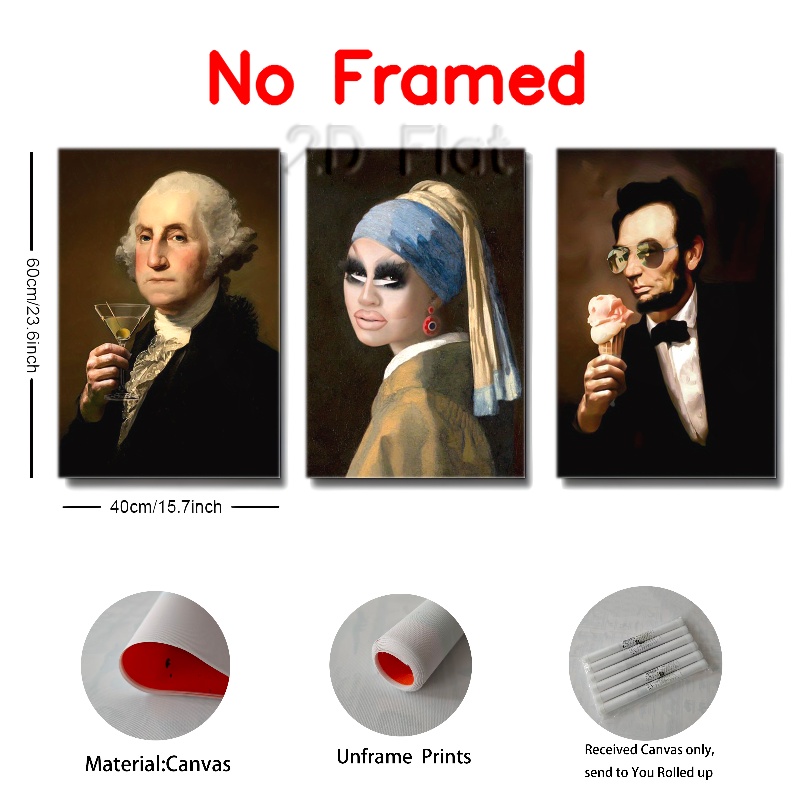 No Framed
2D Flat
60cm/23.6inch
40cm/15.7inch
Material:Canvas
Unframe Prints
Received Canvas only,
send to You Rolled up